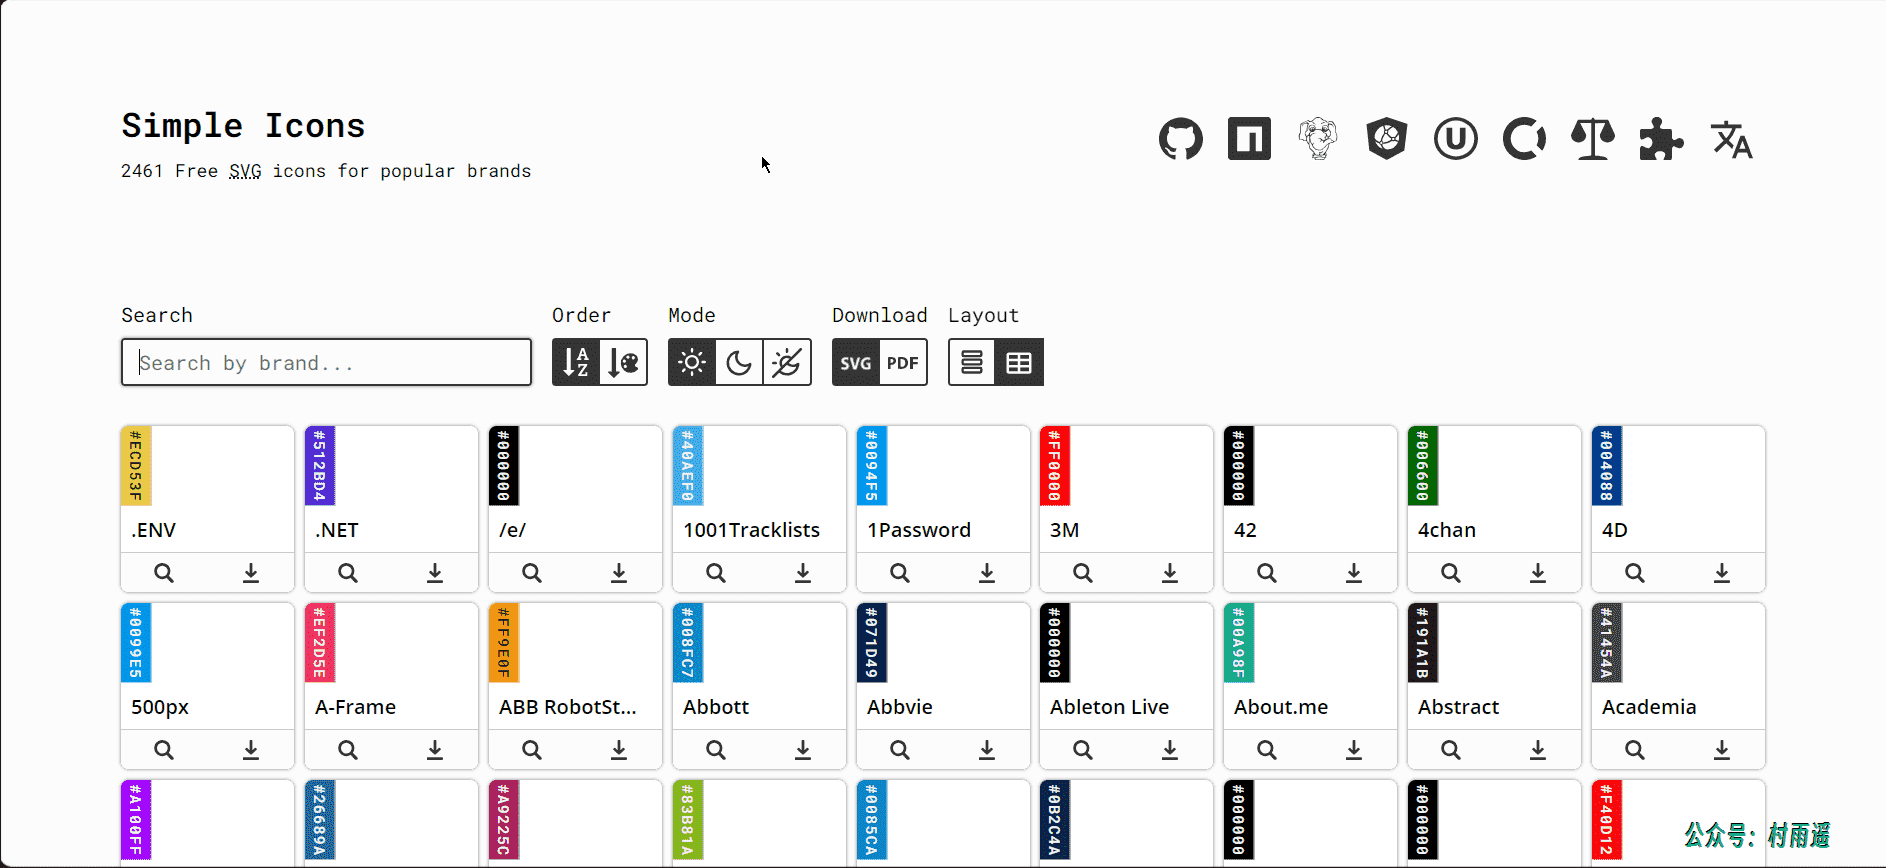 Simple Icons
2461 Free SVG icons for popular brands
Search Order Mode Download Layout
Search by brand... A Z SVG PDF
#ECD53F #512BD4 #000000 #40AEF0 #0094F5 #FF0000 #000000 #006600 #004088
.ENV .NET /e/ 1001Tracklists 1Password 3M 42 4chan 4D
#0099E5 #EF2D5E #FF9E0F #008FC7 #071D49 #000000 #00A98F #191A1B #41454A
500px A-Frame ABB RobotSt... Abbott Abbvie Ableton Live About.me Abstract Academia
#A100FF #26689A #A9225C #83B81A #0085CA #0B2C4A #000000 #000000 #F40D12
公众号：村雨遥